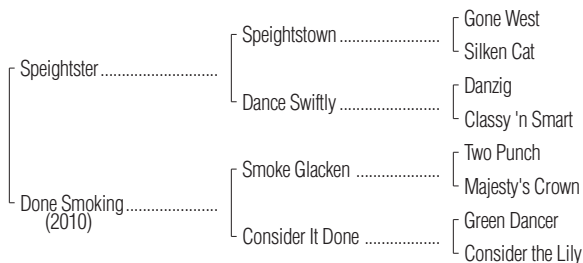 Gone West
Speightstown
Silken Cat
Speightster
Danzig
Dance Swiftly
Classy 'n Smart
Two Punch
Smoke Glacken
Majesty's Crown
Done Smoking
(2010)
Green Dancer
Consider It Done
Consider the Lily